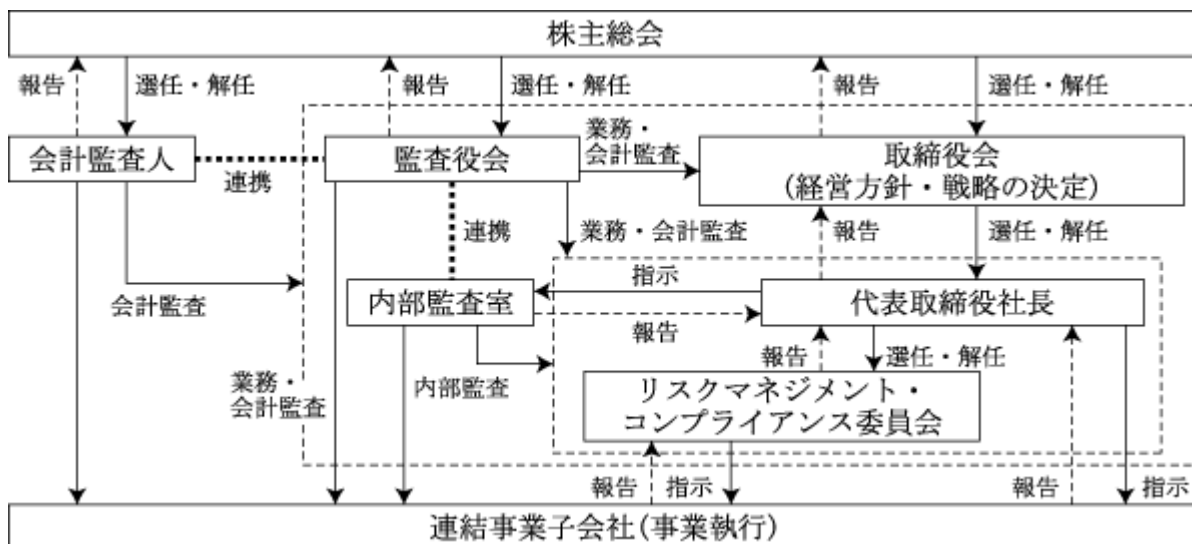 株主総会
報告
選任・解任
報告
選任・解任
報告
選任・解任
会計監査人
連携
監査役会
業務・
会計監査
取締役会
(経営方針・戦略の決定)
連携
業務・会計監査
報告
選任・解任
会計監査
内部監査室
指示
報告
代表取締役社長
業務・
会計監査
内部監査
報告
選任・解任
リスクマネジメント・
コンプライアンス委員会
報告
指示
報告
指示
連結事業子会社(事業執行)